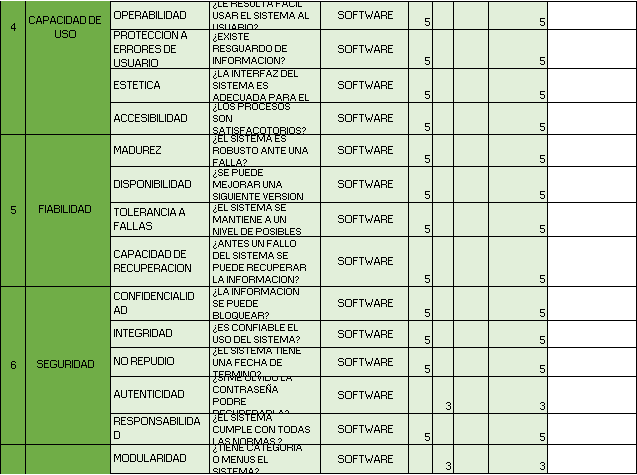 4 CAPACIDAD DE USO OPERABILIDAD ¿LE RESULTA FACIL USAR EL SISTEMA AL USUARIO? SOFTWARE 5 5
PROTECCION A ERRORES DE USUARIO ¿EXISTE RESGUARDO DE INFORMACION? SOFTWARE 5 5
ESTETICA ¿LA INTERFAZ DEL SISTEMA ES ADECUADA PARA EL SOFTWARE 5 5
ACCESIBILIDAD ¿LOS PROCESOS SON SATISFACOTORIOS? SOFTWARE 5 5
5 FIABILIDAD MADUREZ ¿EL SISTEMA ES ROBUSTO ANTE UNA FALLA? SOFTWARE 5 5
DISPONIBILIDAD ¿SE PUEDE MEJORAR UNA SIGUIENTE VERSION SOFTWARE 5 5
TOLERANCIA A FALLAS ¿EL SISTEMA SE MANTIENE A UN NIVEL DE POSIBLES SOFTWARE 5 5
CAPACIDAD DE RECUPERACION ¿ANTES UN FALLO DEL SISTEMA SE PUEDE RECUPERAR LA INFORMACION? SOFTWARE 5 5
6 SEGURIDAD CONFIDENCIALIDAD ¿LA INFORMACION SE PUEDE BLOQUEAR? SOFTWARE 5 5
INTEGRIDAD ¿ES CONFIABLE EL USO DEL SISTEMA? SOFTWARE 5 5
NO REPUDIO ¿EL SISTEMA TIENE UNA FECHA DE TERMINO? SOFTWARE 5 5
AUTENTICIDAD ¿SI ME OLVIDO LA CONTRASEÑA PODRE RECUPERARLA? SOFTWARE 3 3
RESPONSABILIDAD ¿EL SISTEMA CUMPLE CON TODAS LAS NORMAS ? SOFTWARE 5 5
MODULARIDAD ¿TIENE CATEGORIA O MENUS EL SISTEMA? SOFTWARE 3 3